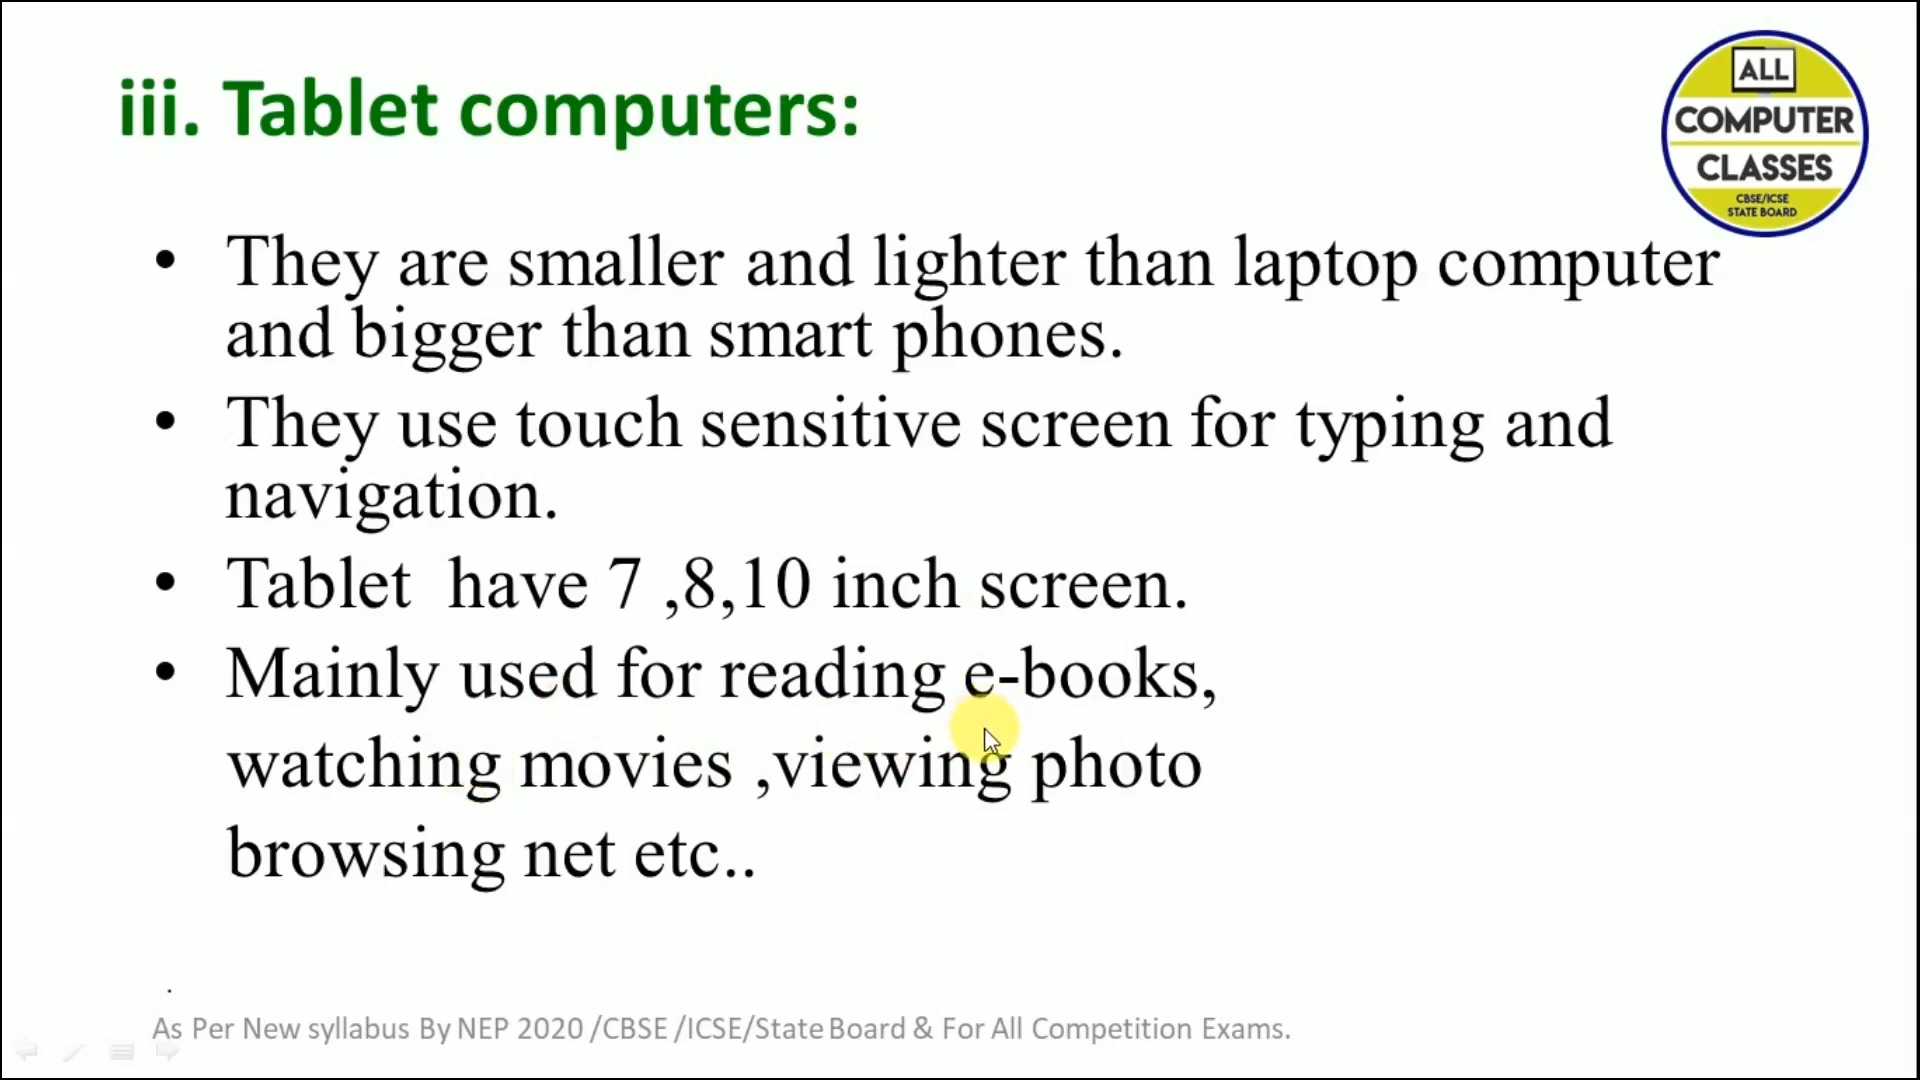 iii. Tablet computers:
ALL
COMPUTER
CLASSES
CBSE/ICSE
STATE BOARD
• They are smaller and lighter than laptop computer
and bigger than smart phones.
• They use touch sensitive screen for typing and
navigation.
• Tablet  have 7 ,8,10 inch screen.
• Mainly used for reading e-books,
watching movies ,viewing photo
browsing net etc..
.
As Per New syllabus By NEP 2020 /CBSE /ICSE/State Board & For All Competition Exams.